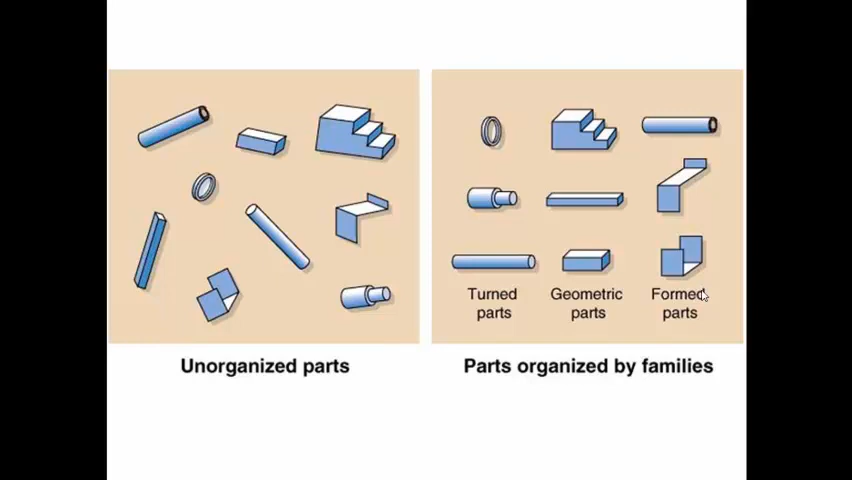 Turned
parts
Geometric
parts
Formed
parts
Unorganized parts
Parts organized by families